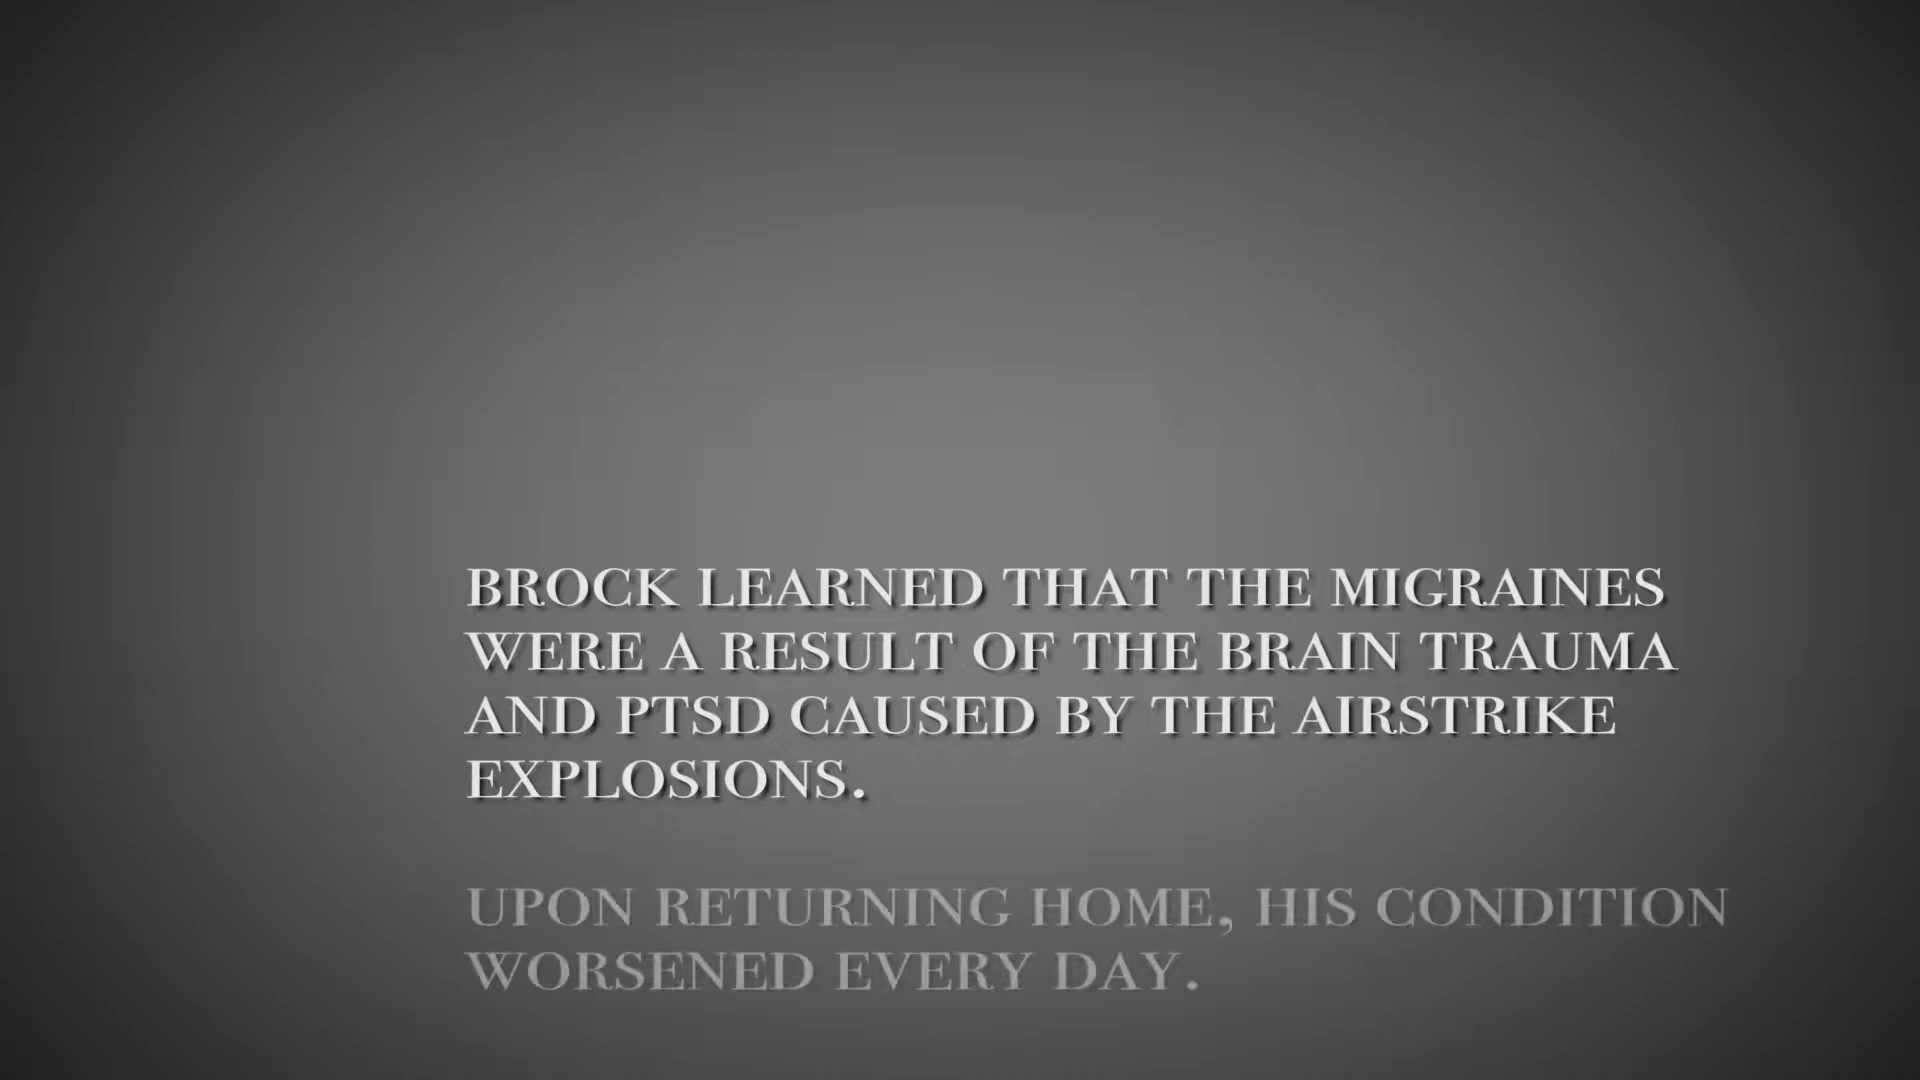 BROCK LEARNED THAT THE MIGRAINES
WERE A RESULT OF THE BRAIN TRAUMA
AND PTSD CAUSED BY THE AIRSTRIKE
EXPLOSIONS.
UPON RETURNING HOME, HIS CONDITION
WORSENED EVERY DAY.